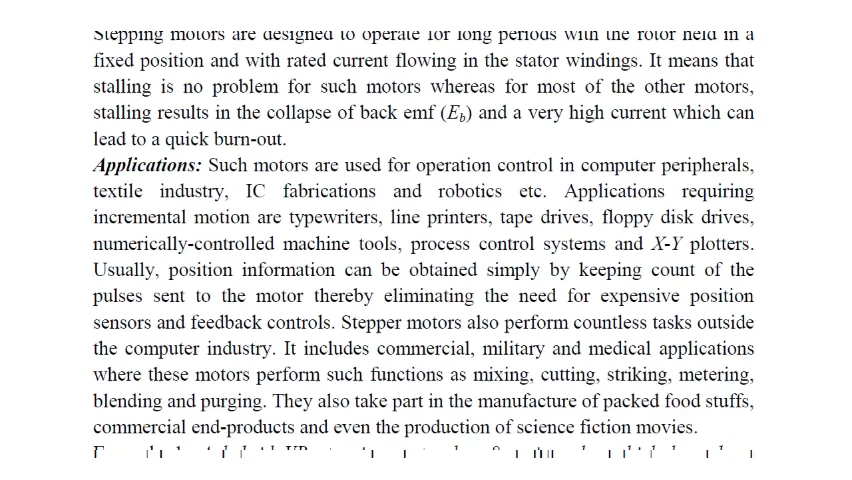 Stepping motors are designed to operate for long periods with the rotor held in a
fixed position and with rated current flowing in the stator windings. It means that
stalling is no problem for such motors whereas for most of the other motors,
stalling results in the collapse of back emf (E_b) and a very high current which can
lead to a quick burn-out.
Applications: Such motors are used for operation control in computer peripherals,
textile industry, IC fabrications and robotics etc. Applications requiring
incremental motion are typewriters, line printers, tape drives, floppy disk drives,
numerically-controlled machine tools, process control systems and X-Y plotters.
Usually, position information can be obtained simply by keeping count of the
pulses sent to the motor thereby eliminating the need for expensive position
sensors and feedback controls. Stepper motors also perform countless tasks outside
the computer industry. It includes commercial, military and medical applications
where these motors perform such functions as mixing, cutting, striking, metering,
blending and purging. They also take part in the manufacture of packed food stuffs,
commercial end-products and even the production of science fiction movies.